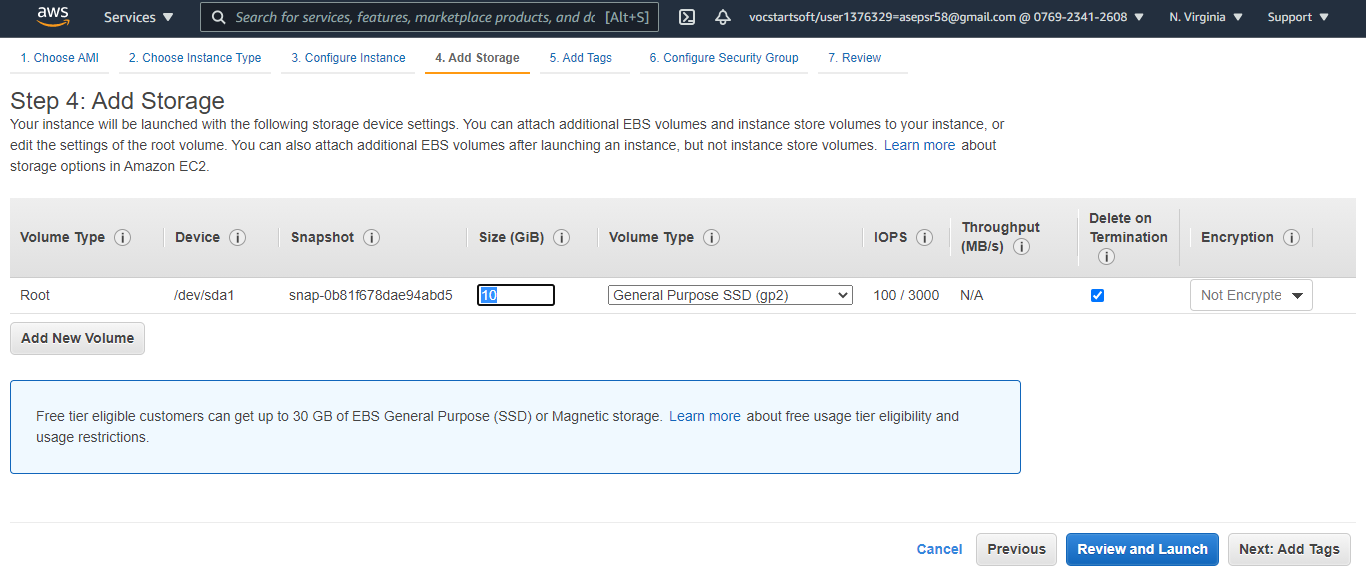 aws Services Search for services, features, marketplace products, and dc [Alt+S] vocstartsoft/user1376329=asepsr58@gmail.com @ 0769-2341-2608 N. Virginia Support
1. Choose AMI 2. Choose Instance Type 3. Configure Instance 4. Add Storage 5. Add Tags 6. Configure Security Group 7. Review
Step 4: Add Storage
Your instance will be launched with the following storage device settings. You can attach additional EBS volumes and instance store volumes to your instance, or
edit the settings of the root volume. You can also attach additional EBS volumes after launching an instance, but not instance store volumes. Learn more about
storage options in Amazon EC2.
Volume Type i Device i Snapshot i Size (GiB) i Volume Type i IOPS i Throughput
(MB/s) i Delete on
Termination
i Encryption i
Root /dev/sda1 snap-0b81f678dae94abd5 10 General Purpose SSD (gp2) 100 / 3000 N/A Not Encrypte
Add New Volume
Free tier eligible customers can get up to 30 GB of EBS General Purpose (SSD) or Magnetic storage. Learn more about free usage tier eligibility and
usage restrictions.
Cancel Previous Review and Launch Next: Add Tags